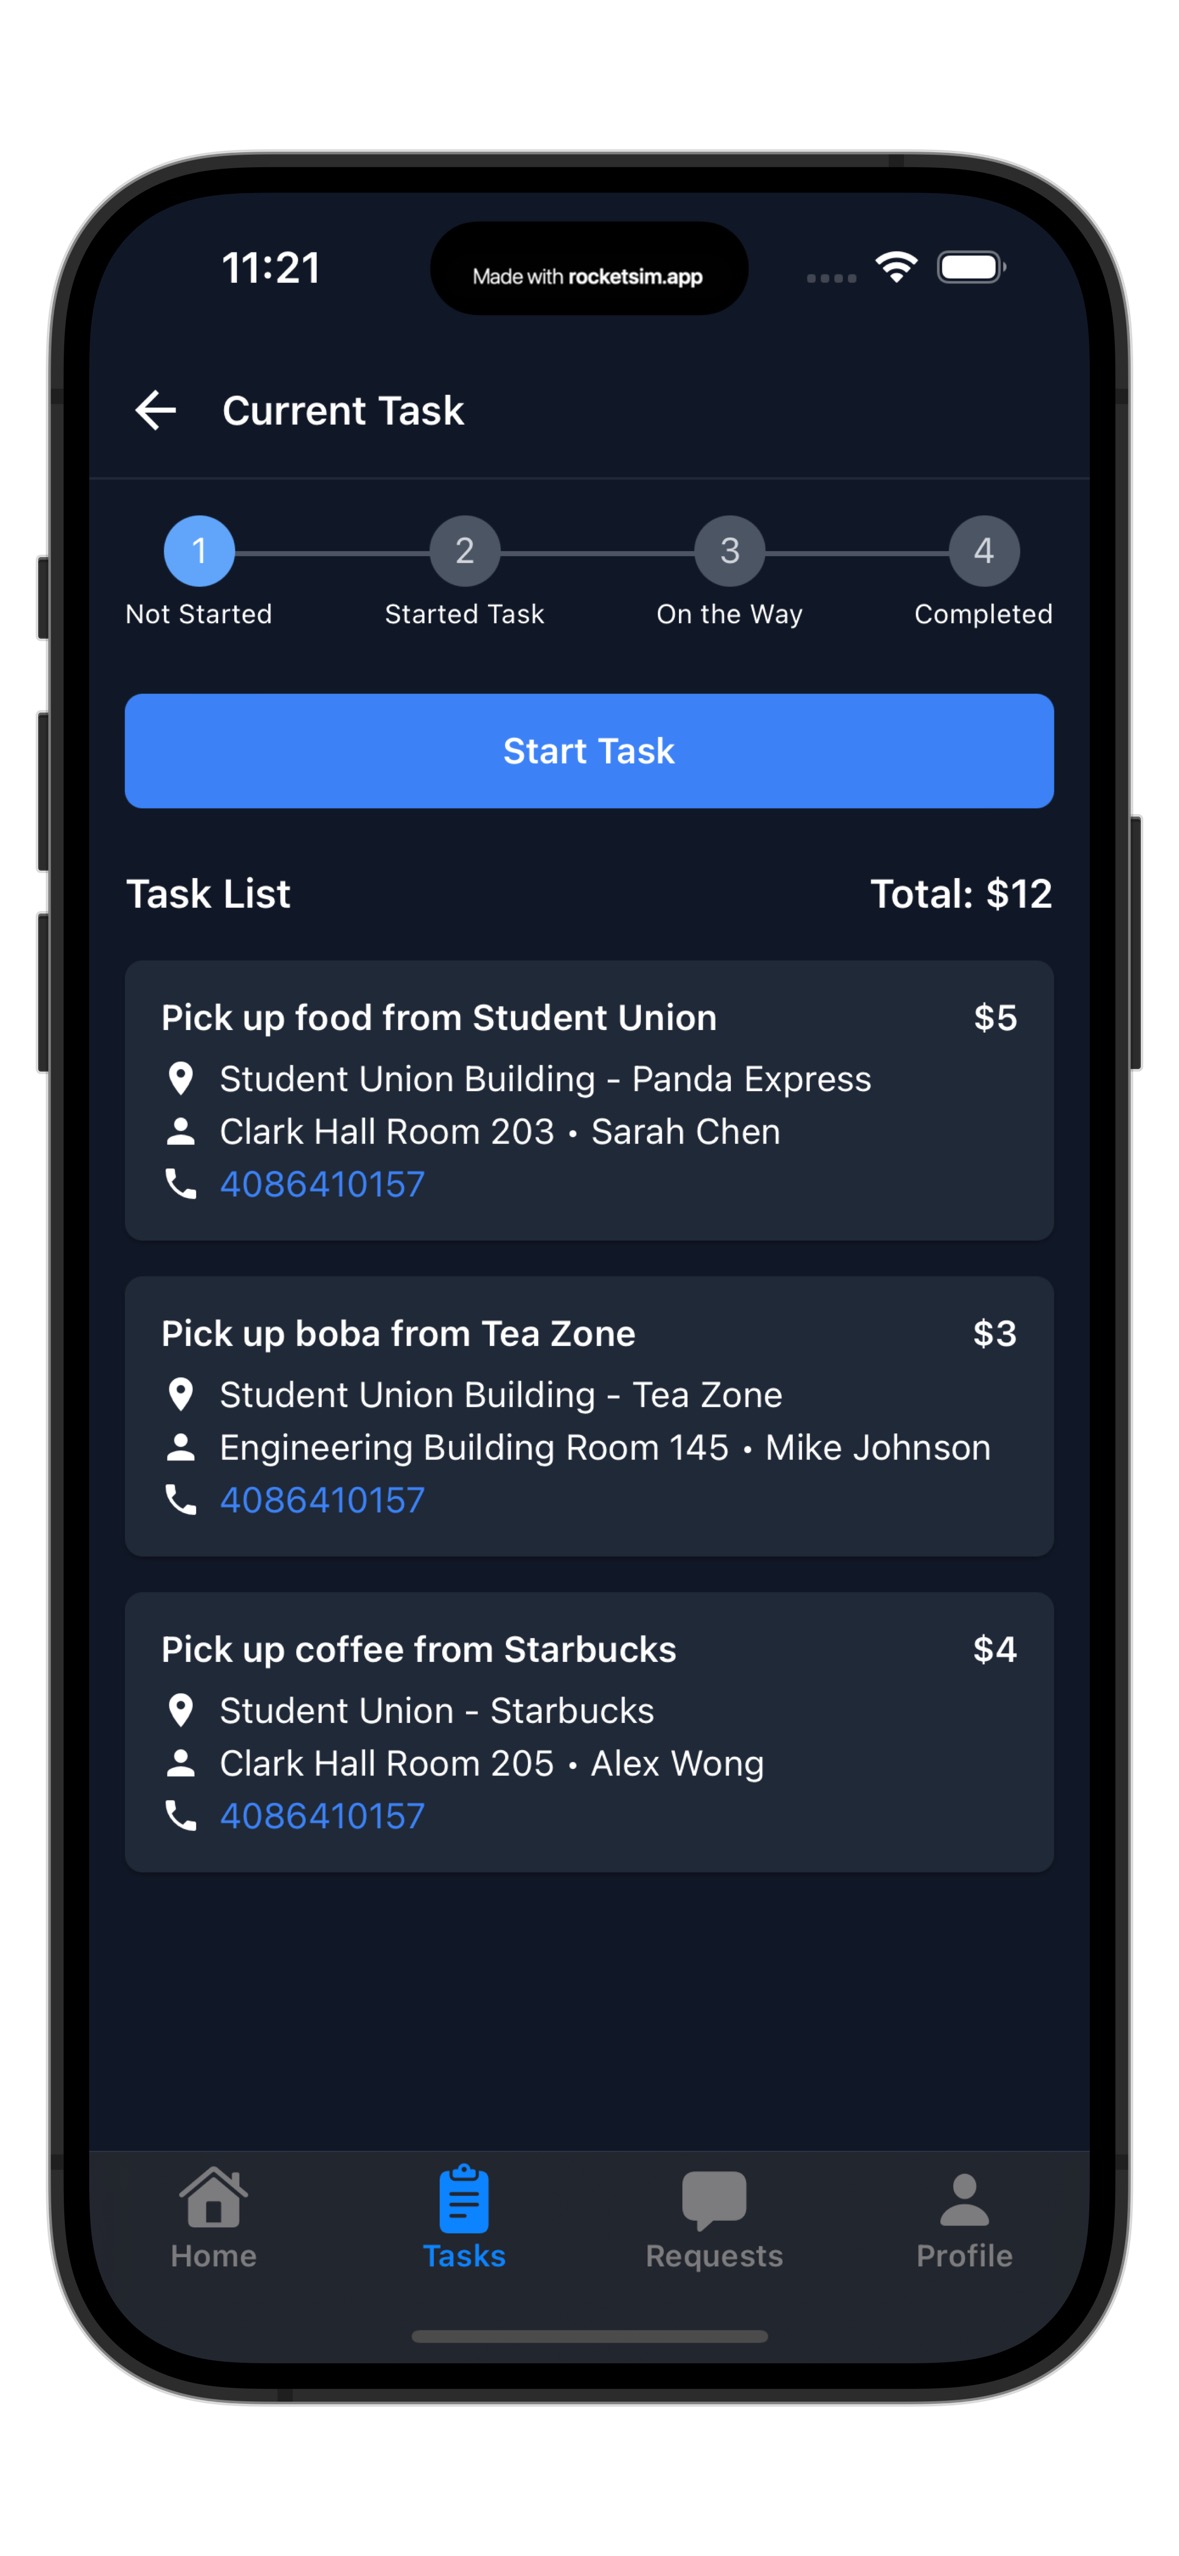 11:21
Made with rocketsim.app
Current Task
1
2
3
4
Not Started
Started Task
On the Way
Completed
Start Task
Task List
Total: $12
Pick up food from Student Union
$5
Student Union Building - Panda Express
Clark Hall Room 203 • Sarah Chen
4086410157
Pick up boba from Tea Zone
$3
Student Union Building - Tea Zone
Engineering Building Room 145 • Mike Johnson
4086410157
Pick up coffee from Starbucks
$4
Student Union - Starbucks
Clark Hall Room 205 • Alex Wong
4086410157
Home
Tasks
Requests
Profile